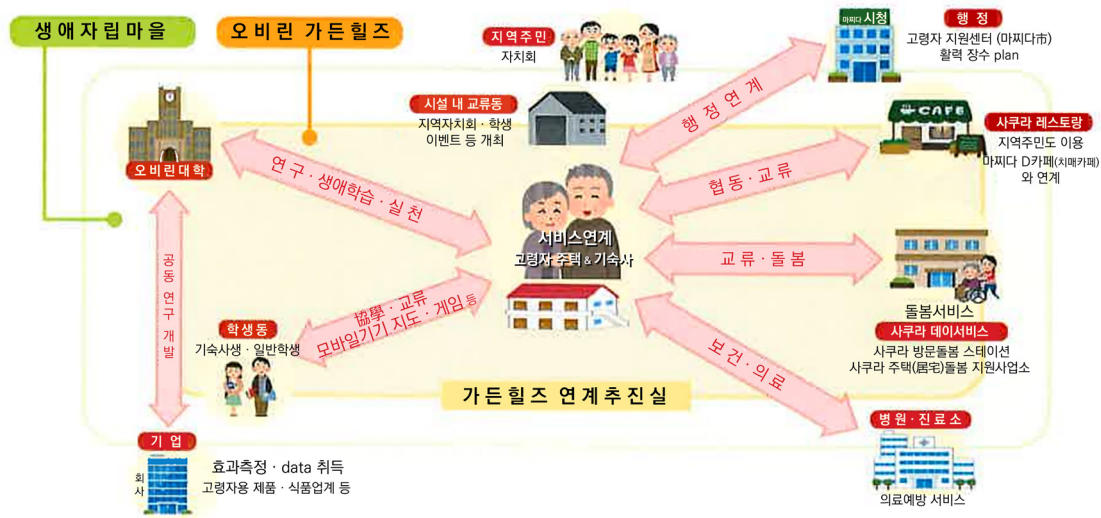 생애자립마을
오비린 가든힐즈
지역주민
자치회
마찌다 시청
행정
고령자 지원센터 (마찌다市)
활력 장수 plan
시설 내 교류동
지역자치회 · 학생
이벤트 등 개최
행정연계
CAFE
사쿠라 레스토랑
지역주민도 이용
마찌다 D카페(치매카페)
와 연계
오비린대학
연구 · 생애학습 · 실천
협동 · 교류
서비스연계
고령자 주택 & 기숙사
교류 · 돌봄
공동 연구 개발
돌봄서비스
사쿠라 데이서비스
사쿠라 방문돌봄 스테이션
사쿠라 주택(居宅)돌봄 지원사업소
協學 · 교류
모바일기기 지도 · 게임 등
학생동
기숙사생 · 일반학생
보건 · 의료
가든힐즈 연계추진실
병원 · 진료소
의료예방 서비스
기업
회사
효과측정 · data 취득
고령자용 제품 · 식품업계 등